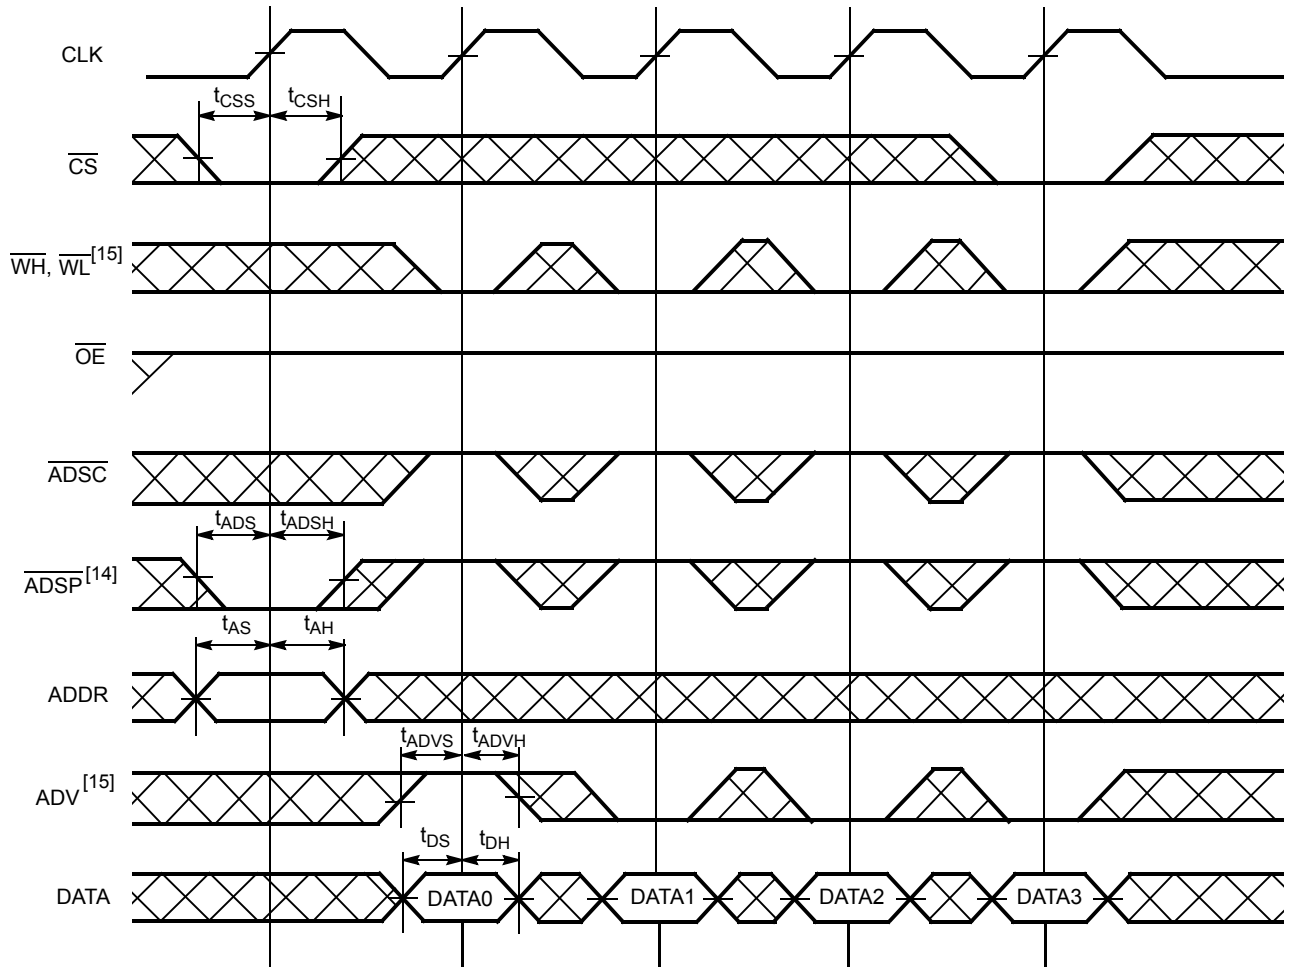 CLK
tCSS tCSH
CS
WH, WL[15]
OE
ADSC
tADS tADSH
ADSP[14]
tAS tAH
ADDR
tADVS tADVH
ADV[15]
tDS tDH
DATA DATA0 DATA1 DATA2 DATA3